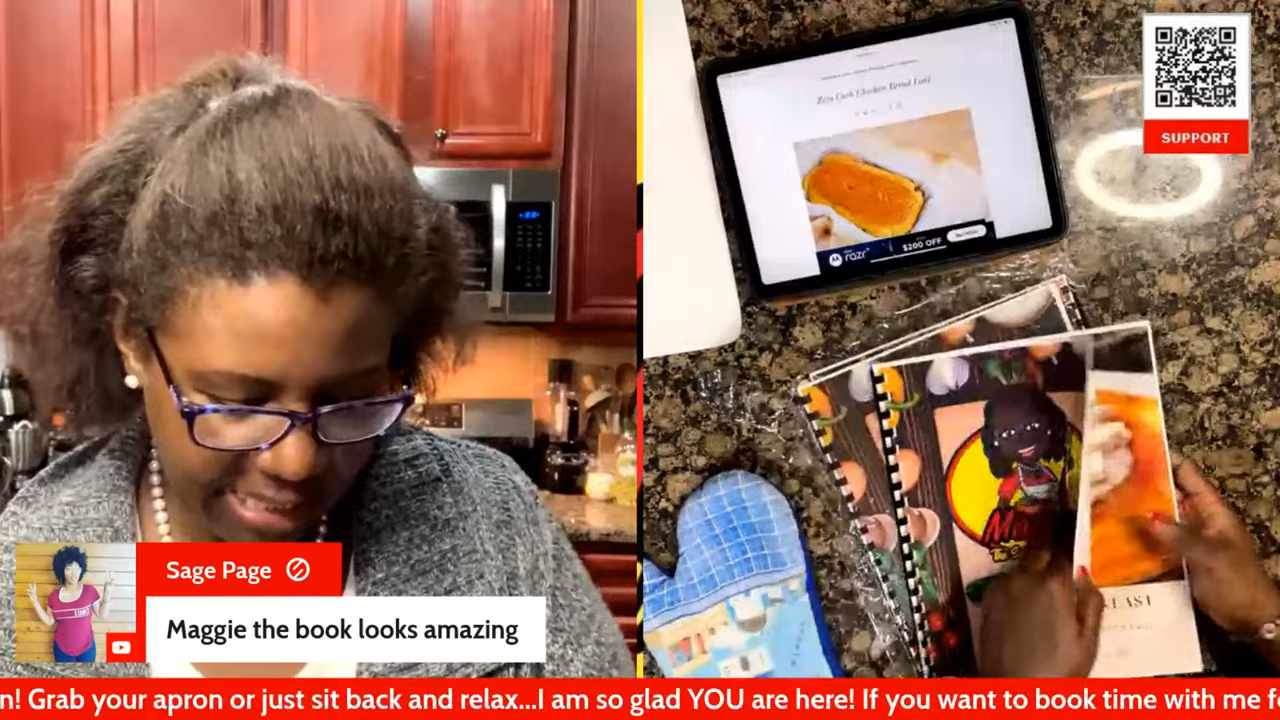 Zero Carb Chicken Bread Loaf
razr
$200 OFF
SUPPORT
Sage Page
Maggie the book looks amazing
n! Grab your apron or just sit back and relax...I am so glad YOU are here! If you want to book time with me f